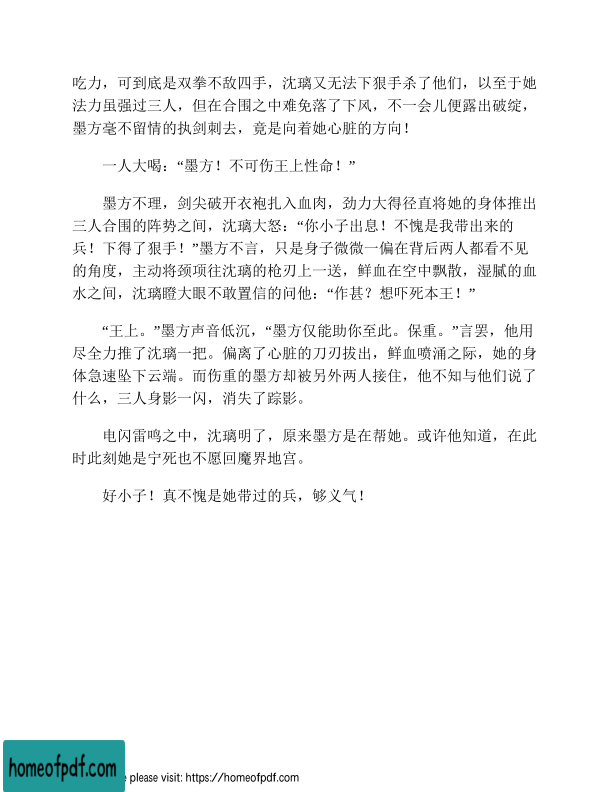 吃力，可到底是双拳不敌四手，沈璃又无法下狠手杀了他们，以至于她
法力虽强过三人，但在合围之中难免落了下风，不一会儿便露出破绽，
墨方毫不留情的执剑刺去，竟是向着她心脏的方向！
一人大喝：“墨方！不可伤王上性命！”
墨方不理，剑尖破开衣袍扎入血肉，劲力大得径直将她的身体推出
三人合围的阵势之间，沈璃大怒：“你小子出息！不愧是我带出来的
兵！下得了狠手！”墨方不言，只是身子微微一偏在背后两人都看不见
的角度，主动将颈项往沈璃的枪刃上一送，鲜血在空中飘散，湿腻的血
水之间，沈璃瞪大眼不敢置信的问他：“作甚？想吓死本王！”
“王上。”墨方声音低沉，“墨方仅能助你至此。保重。”言罢，他用
尽全力推了沈璃一把。偏离了心脏的刀刃拔出，鲜血喷涌之际，她的身
体急速坠下云端。而伤重的墨方却被另外两人接住，他不知与他们说了
什么，三人身影一闪，消失了踪影。
电闪雷鸣之中，沈璃明了，原来墨方是在帮她。或许他知道，在此
时此刻她是宁死也不愿回魔界地宫。
好小子！真不愧是她带过的兵，够义气！
homeofpdf.com
e please visit: https://homeofpdf.com